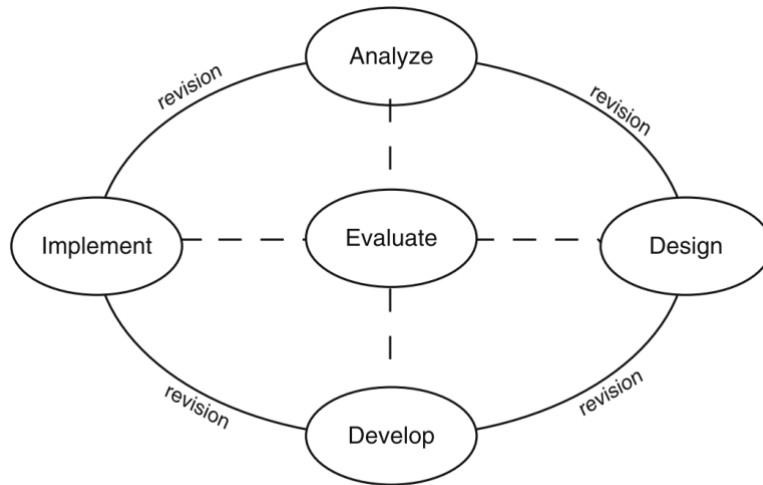 Analyze
revision
revision
Implement
Evaluate
Design
revision
revision
Develop